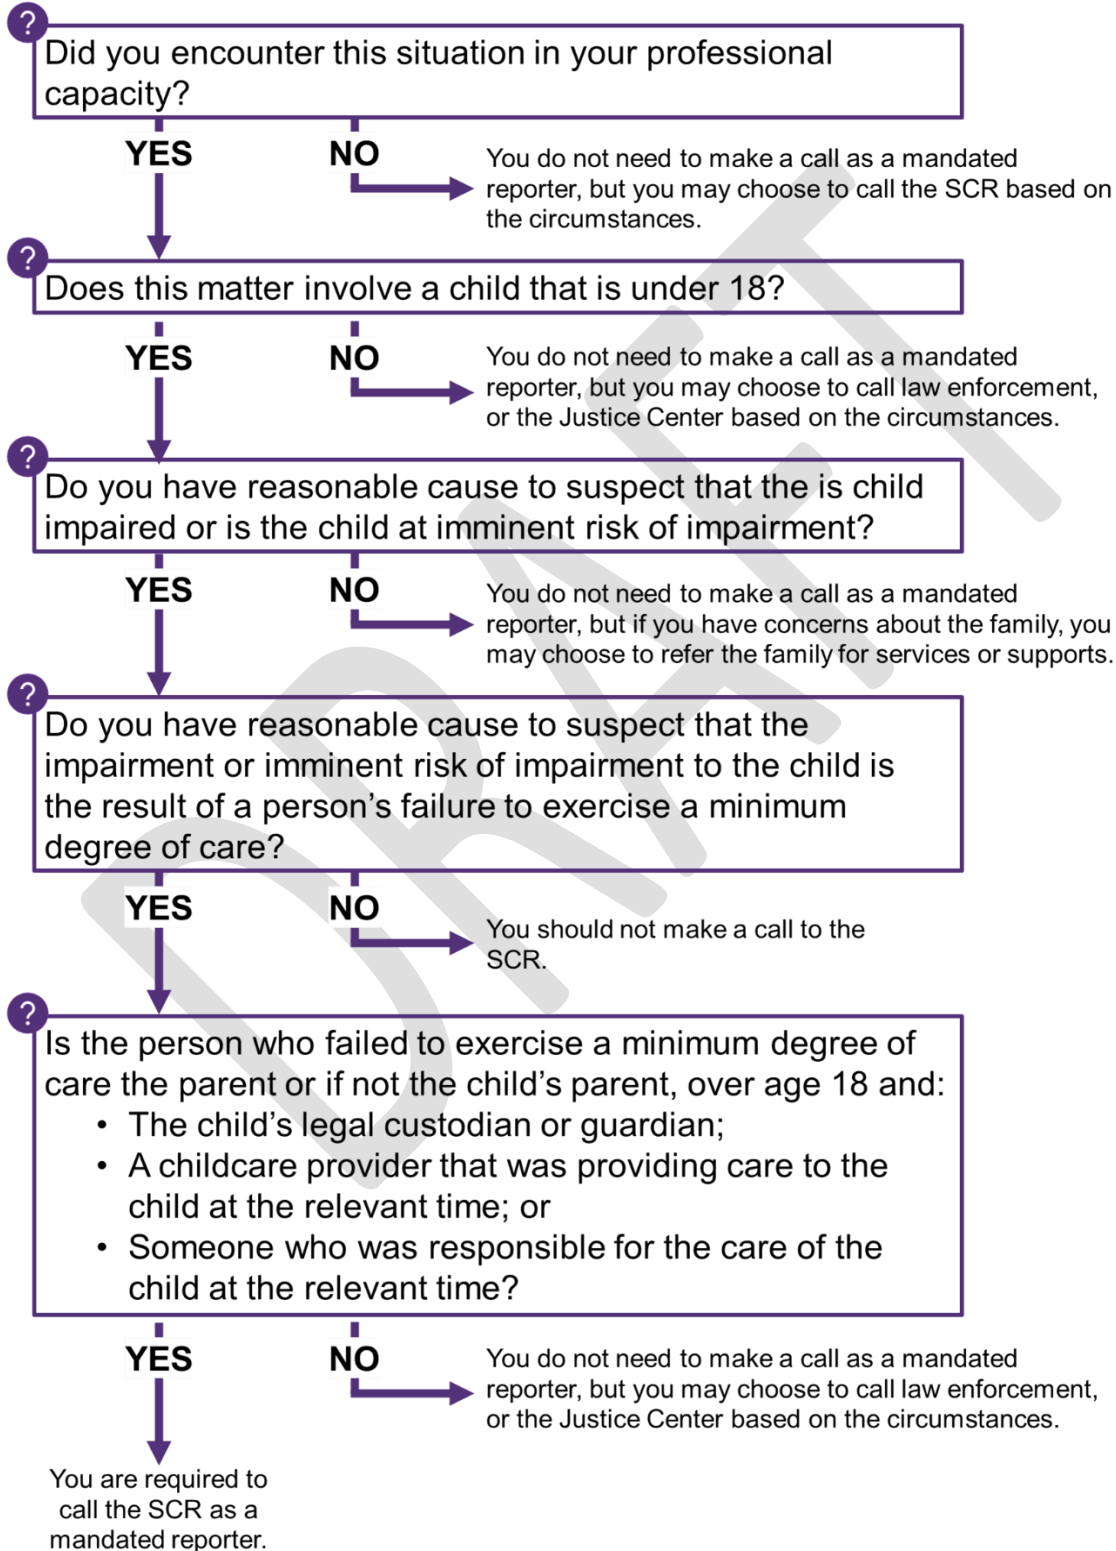 ?
Did you encounter this situation in your professional
capacity?
YES
NO
You do not need to make a call as a mandated
reporter, but you may choose to call the SCR based on
the circumstances.
?
Does this matter involve a child that is under 18?
YES
NO
You do not need to make a call as a mandated
reporter, but you may choose to call law enforcement,
or the Justice Center based on the circumstances.
?
Do you have reasonable cause to suspect that the is child
impaired or is the child at imminent risk of impairment?
YES
NO
You do not need to make a call as a mandated
reporter, but if you have concerns about the family, you
may choose to refer the family for services or supports.
?
Do you have reasonable cause to suspect that the
impairment or imminent risk of impairment to the child is
the result of a person's failure to exercise a minimum
degree of care?
YES
NO
You should not make a call to the
SCR.
?
Is the person who failed to exercise a minimum degree of
care the parent or if not the child's parent, over age 18 and:
• The child's legal custodian or guardian;
• A childcare provider that was providing care to the
child at the relevant time; or
• Someone who was responsible for the care of the
child at the relevant time?
YES
NO
You do not need to make a call as a mandated
reporter, but you may choose to call law enforcement,
or the Justice Center based on the circumstances.
You are required to
call the SCR as a
mandated reporter.
DRAFT